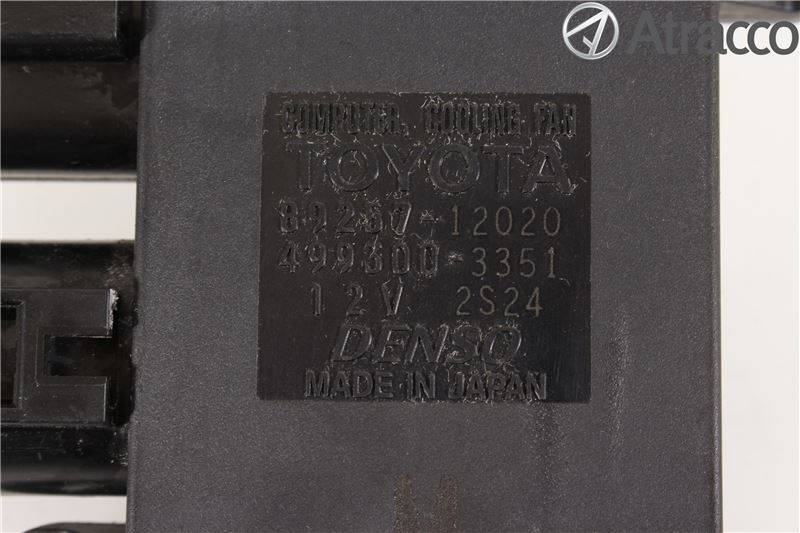 Atracco
COMPUTER, COOLING FAN
TOYOTA
89257-12020
499300-3351
12V 2S24
DENSO
MADE IN JAPAN